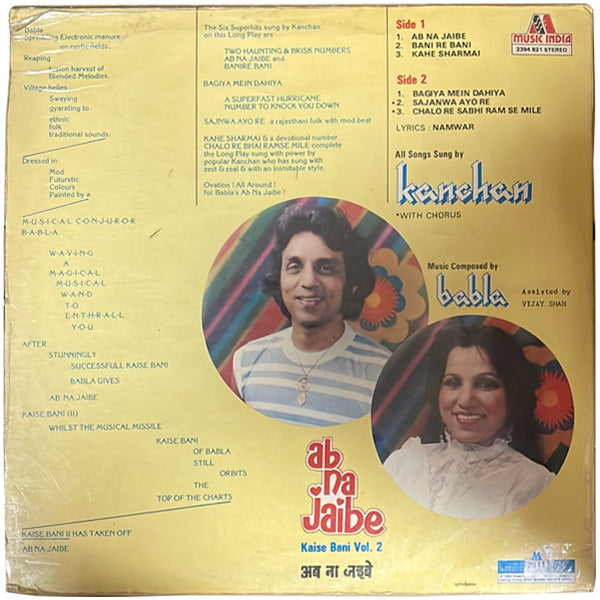 Babla
Spreading Electronic manure
on rustic fields.
Reaping
fusion harvest of
Blended Melodies.
Village belles
Swaying
gyarating to
ethnic
folk
traditional sounds.
Dressed in
Mod
Futurstic
Colours
Painted by a
M-U-S-I-C-A-L C-O-N-J-U-R-O-R
B-A-B-L-A
W-A-V-I-N-G
A
M-A-G-I-C-A-L
M-U-S-I-C-A-L
W-A-N-D
T-O
E-N-T-H-R-A-L-L
Y-O-U
AFTER
STUNNINGLY
SUCCESSFULL KAISE BANI
BABLA GIVES
AB NA JAIBE
KAISE BANI (II)
WHILST THE MUSICAL MISSILE
KAISE BANI
OF BABLA
STILL
ORBITS
THE
TOP OF THE CHARTS
KAISE BANI II HAS TAKEN OFF
AB NA JAIBE
The Six Superhits sung by Kanchan
on this Long Play are
TWO HAUNTING & BRISK NUMBERS
AB NA JAIBE and
BANIRE BANI
BAGIYA MEIN DAHIYA
A SUPERFAST HURRICANE
NUMBER TO KNOCK YOU DOWN
SAJNWA AYO RE a rajasthani folk with mod beat
KAHE SHARMAI & a devotional number
CHALO RE BHAI RAMSE MILE complete
the Long Play sung with power by
popular Kanchan who has sung with
zest & zeal & with an inimitable style.
Ovation ! All Around !
for Babla's Ab Na Jaibe !
Side 1
1. AB NA JAIBE
2. BANI RE BANI
3. KAHE SHARMAI
MUSIC INDIA
2394 821 STEREO
Side 2
1. BAGIYA MEIN DAHIYA
• 2. SAJANWA AYO RE
• 3. CHALO RE SABHI RAM SE MILE
LYRICS : NAMWAR
All Songs Sung by
kanchan
•WITH CHORUS
Music Composed by
babla
Assisted by
VIJAY SHAH
ab
na
Jaibe
Kaise Bani Vol. 2
अब ना जइबे